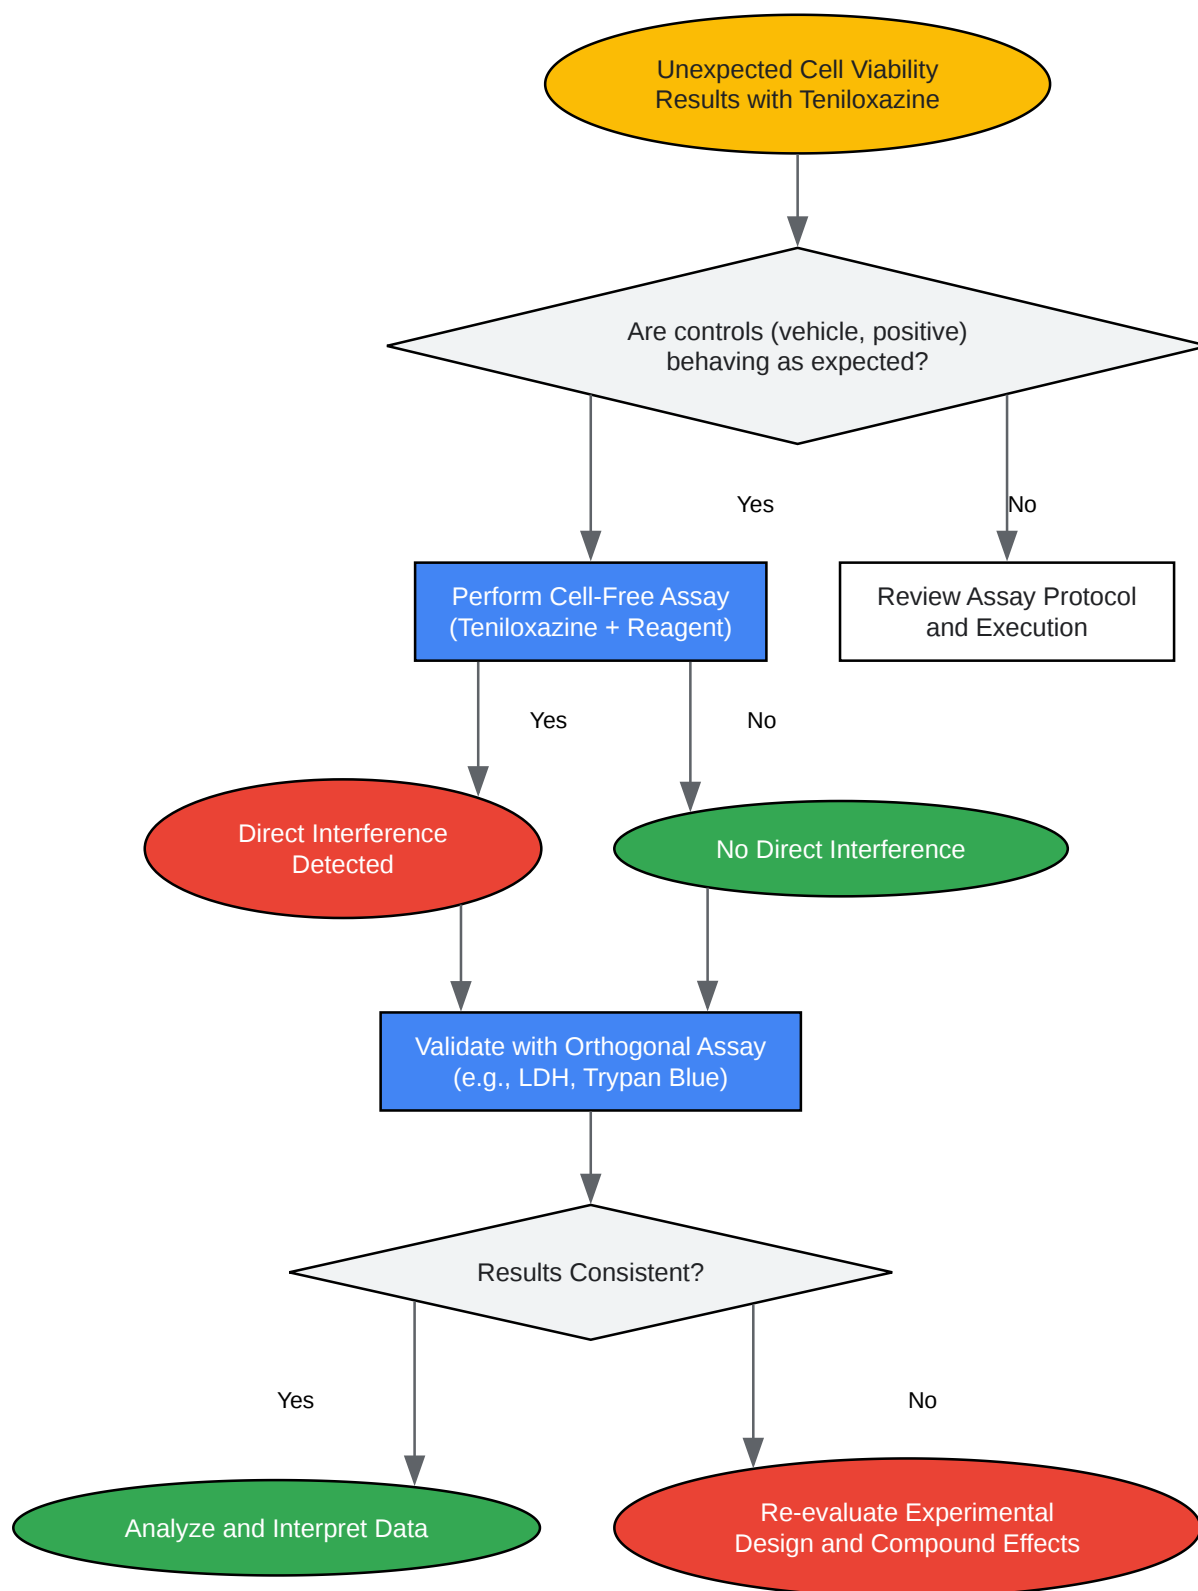 Unexpected Cell Viability
Results with Teniloxazine
Are controls (vehicle, positive)
behaving as expected?
Yes
No
Perform Cell-Free Assay
(Teniloxazine + Reagent)
Review Assay Protocol
and Execution
Yes
No
Direct Interference
Detected
No Direct Interference
Validate with Orthogonal Assay
(e.g., LDH, Trypan Blue)
Results Consistent?
Yes
No
Analyze and Interpret Data
Re-evaluate Experimental
Design and Compound Effects